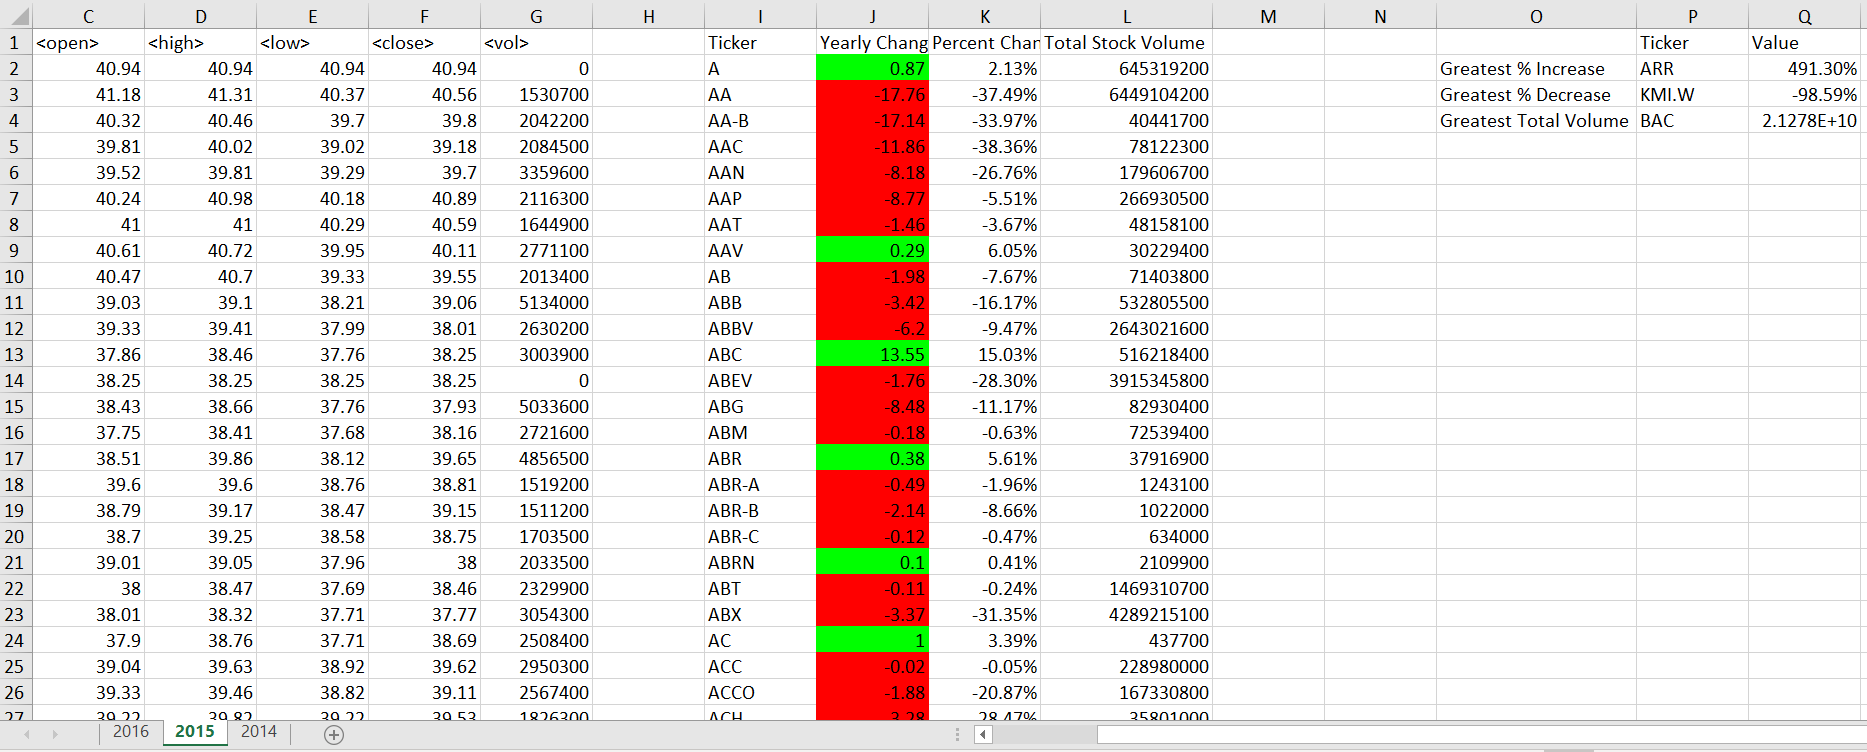 C D E F G H I J K L M N O P Q
1 <open> <high> <low> <close> <vol> Ticker Yearly Chang Percent Char Total Stock Volume Ticker Value
2 40.94 40.94 40.94 40.94 0 A 0.87 2.13% 645319200 Greatest % Increase ARR 491.30%
3 41.18 41.31 40.37 40.56 1530700 AA -17.76 -37.49% 6449104200 Greatest % Decrease KMI.W -98.59%
4 40.32 40.46 39.7 39.8 2042200 AA-B -17.14 -33.97% 40441700 Greatest Total Volume BAC 2.1278E+10
5 39.81 40.02 39.02 39.18 2084500 AAC -11.86 -38.36% 78122300
6 39.52 39.81 39.29 39.7 3359600 AAN -8.18 -26.76% 179606700
7 40.24 40.98 40.18 40.89 2116300 AAP -8.77 -5.51% 266930500
8 41 41 40.29 40.59 1644900 AAT -1.46 -3.67% 48158100
9 40.61 40.72 39.95 40.11 2771100 AAV 0.29 6.05% 30229400
10 40.47 40.7 39.33 39.55 2013400 AB -1.98 -7.67% 71403800
11 39.03 39.1 38.21 39.06 5134000 ABB -3.42 -16.17% 532805500
12 39.33 39.41 37.99 38.01 2630200 ABBV -6.2 -9.47% 2643021600
13 37.86 38.46 37.76 38.25 3003900 ABC 13.55 15.03% 516218400
14 38.25 38.25 38.25 38.25 0 ABEV -1.76 -28.30% 3915345800
15 38.43 38.66 37.76 37.93 5033600 ABG -8.48 -11.17% 82930400
16 37.75 38.41 37.68 38.16 2721600 ABM -0.18 -0.63% 72539400
17 38.51 39.86 38.12 39.65 4856500 ABR 0.38 5.61% 37916900
18 39.6 39.6 38.76 38.81 1519200 ABR-A -0.49 -1.96% 1243100
19 38.79 39.17 38.47 39.15 1511200 ABR-B -2.14 -8.66% 1022000
20 38.7 39.25 38.58 38.75 1703500 ABR-C -0.12 -0.47% 634000
21 39.01 39.05 37.96 38 2033500 ABRN 0.1 0.41% 2109900
22 38 38.47 37.69 38.46 2329900 ABT -0.11 -0.24% 1469310700
23 38.01 38.32 37.71 37.77 3054300 ABX -3.37 -31.35% 4289215100
24 37.9 38.76 37.71 38.69 2508400 AC 1 3.39% 437700
25 39.04 39.63 38.92 39.62 2950300 ACC -0.02 -0.05% 228980000
26 39.33 39.46 38.82 39.11 2567400 ACCO -1.88 -20.87% 167330800
27 39.22 39.82 39.22 39.53 1826300 ACH 35801000
2016 2015 2014